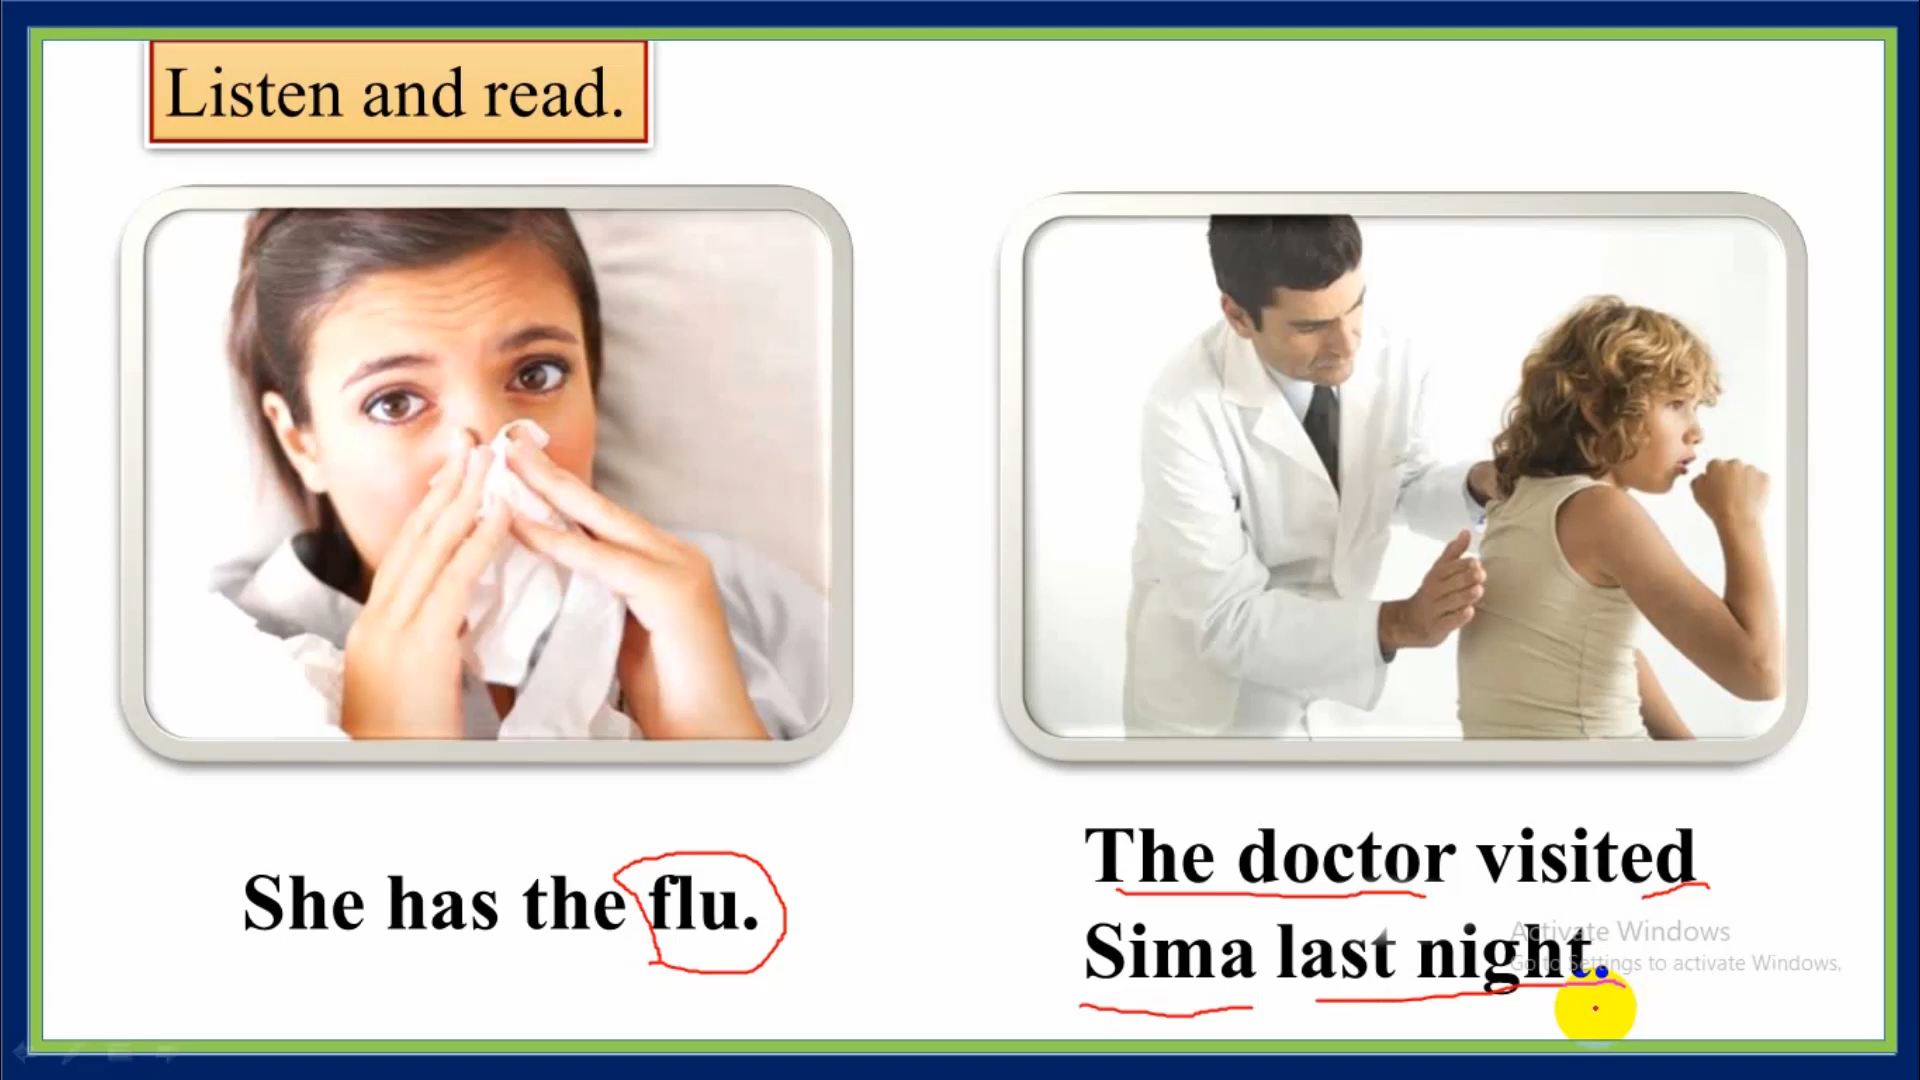 Listen and read.
She has the flu.
The doctor visited
Sima last night.
Activate Windows
Go to Settings to activate Windows.